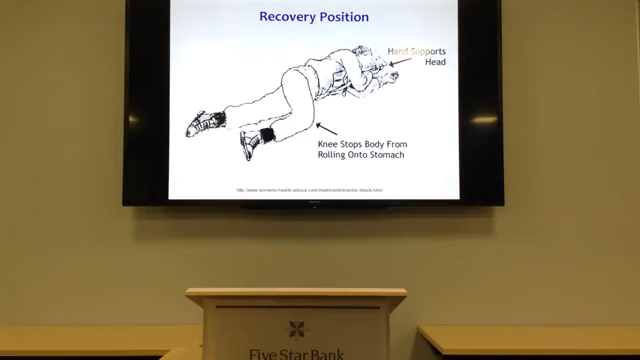 Recovery Position
Hand Supports
Head
Knee Stops Body From
Rolling Onto Stomach
Five Star Bank